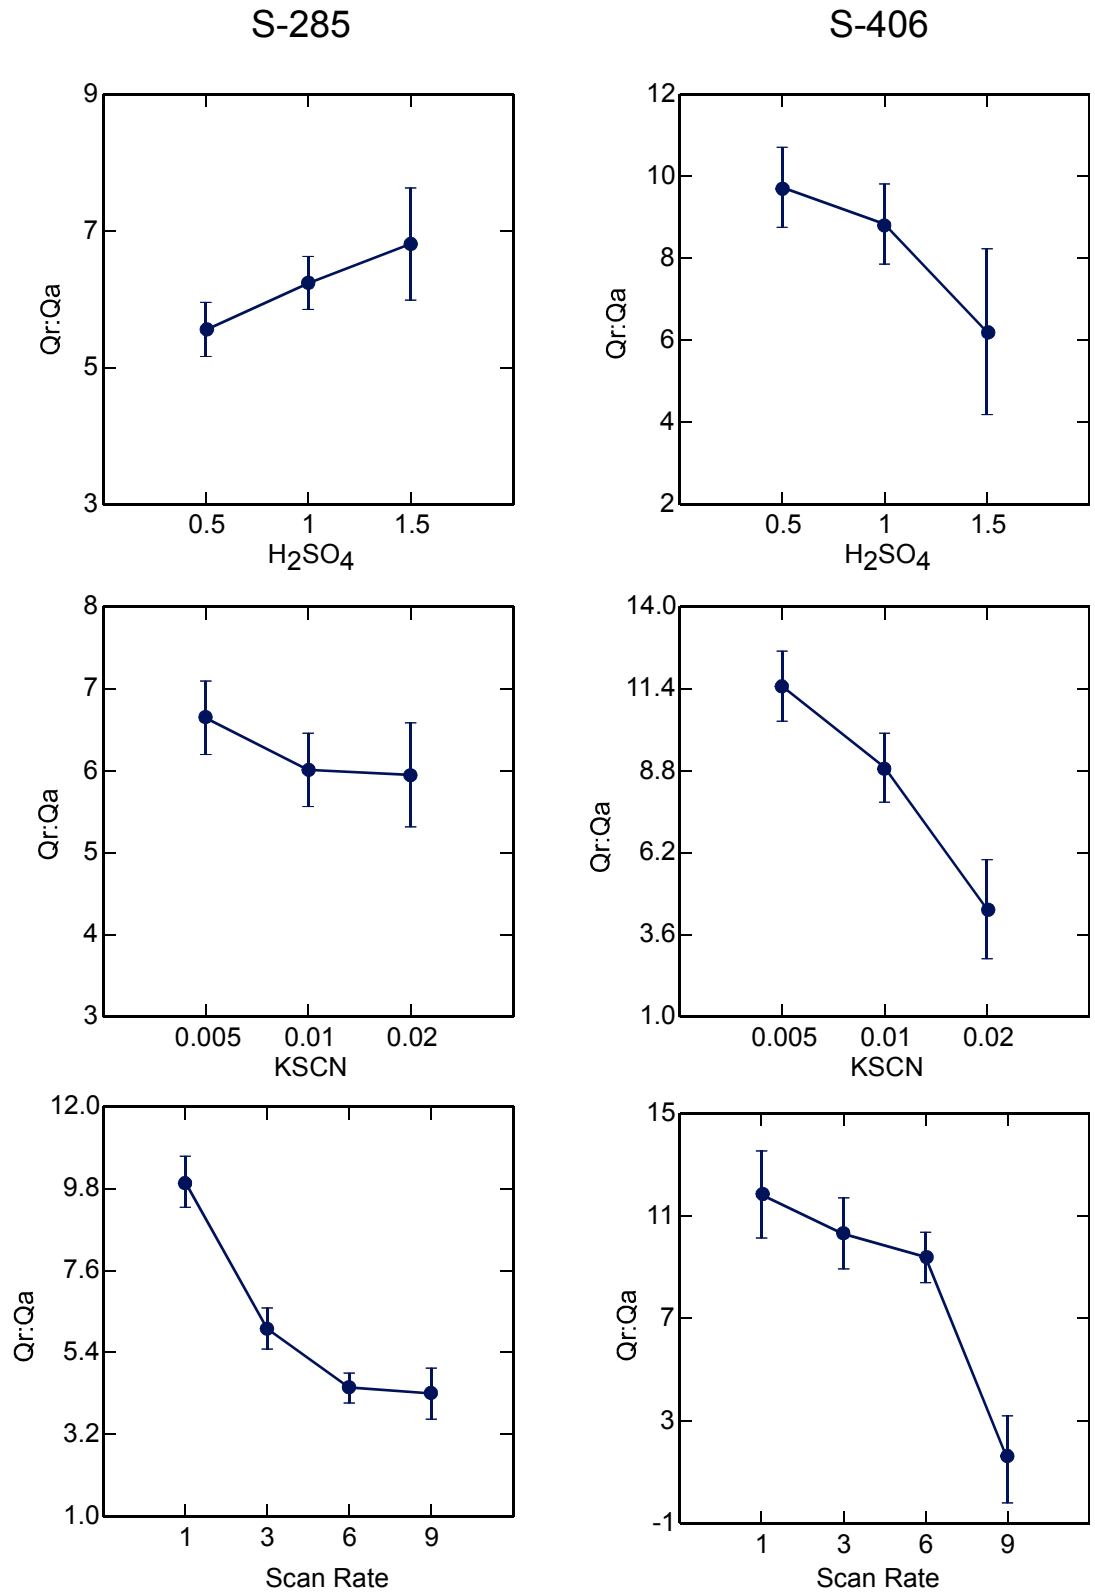 S-285
S-406
9
7
5
3
Qr:Qa
0.5 1 1.5
H₂SO₄
12
10
8
6
4
2
Qr:Qa
0.5 1 1.5
H₂SO₄
8
7
6
5
4
3
Qr:Qa
0.005 0.01 0.02
KSCN
14.0
11.4
8.8
6.2
3.6
1.0
Qr:Qa
0.005 0.01 0.02
KSCN
12.0
9.8
7.6
5.4
3.2
1.0
Qr:Qa
1 3 6 9
Scan Rate
15
11
7
3
-1
Qr:Qa
1 3 6 9
Scan Rate